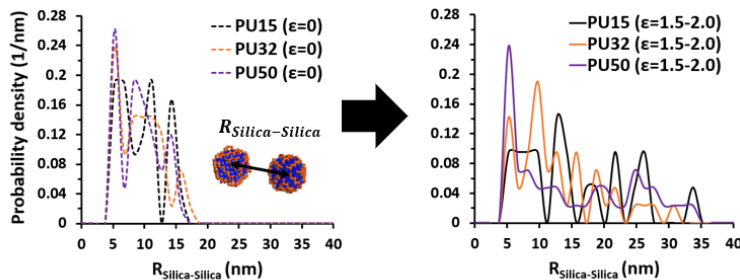 0.28
0.24
0.2
0.16
0.12
0.08
0.04
0
Probability density (1/nm)
PU15 (ε=0)
PU32 (ε=0)
PU50 (ε=0)
R_Silica−Silica
0 5 10 15 20 25 30 35 40
R_Silica-Silica (nm)
0.28
0.24
0.2
0.16
0.12
0.08
0.04
0
PU15 (ε=1.5-2.0)
PU32 (ε=1.5-2.0)
PU50 (ε=1.5-2.0)
0 5 10 15 20 25 30 35 40
R_Silica-Silica (nm)